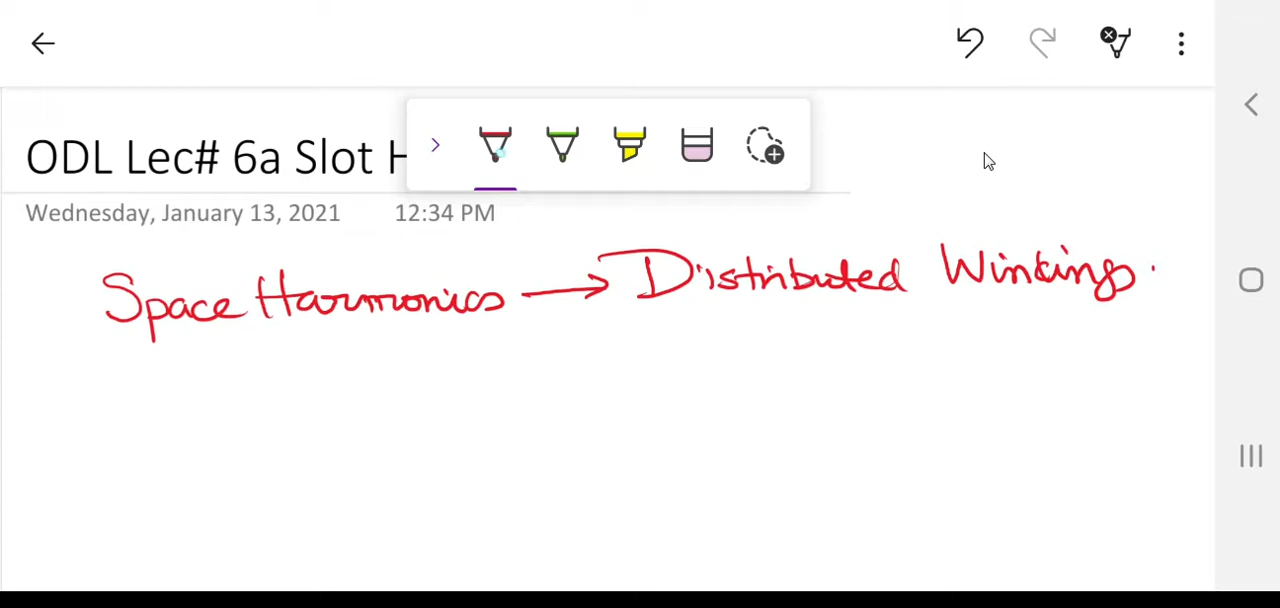 ODL Lec# 6a Slot H
Wednesday, January 13, 2021 12:34 PM
Space Harmonics → Distributed Windings.